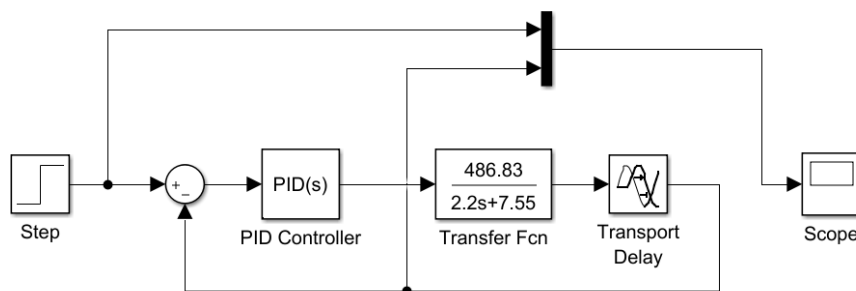 +
−
PID(s)
486.83
2.2s+7.55
Step
PID Controller
Transfer Fcn
Transport
Delay
Scope